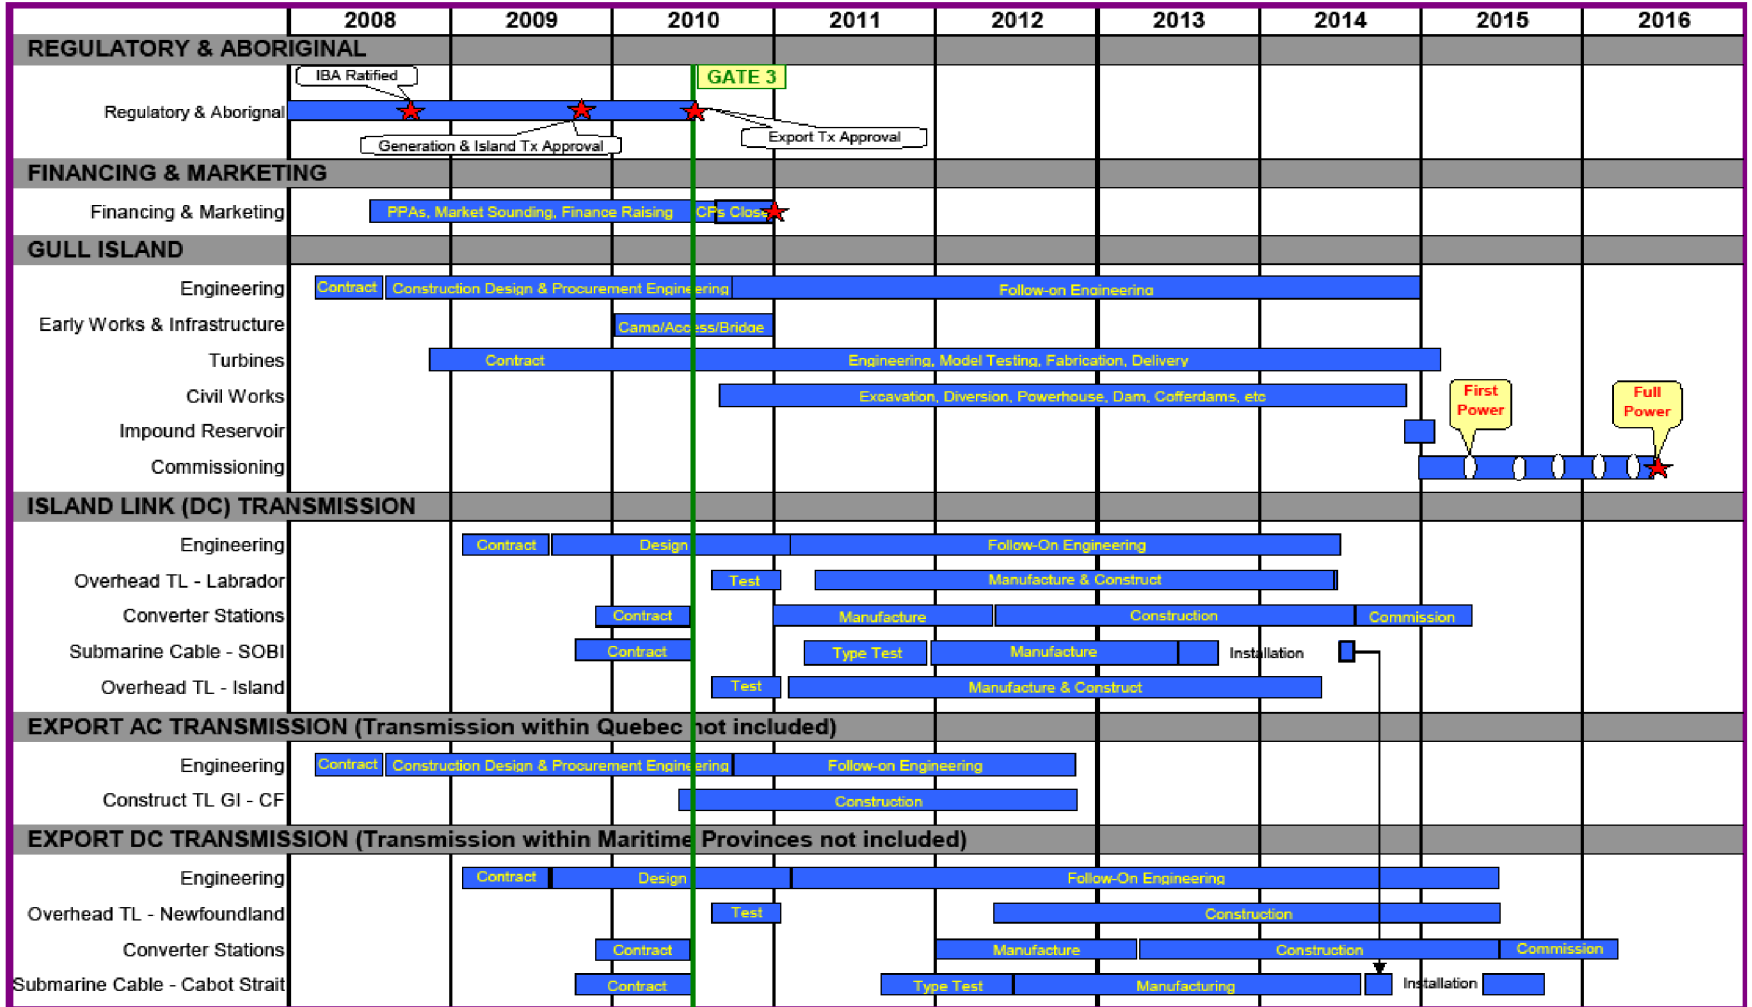 2008 2009 2010 2011 2012 2013 2014 2015 2016
REGULATORY & ABORIGINAL
IBA Ratified
GATE 3
Regulatory & Aborignal
Generation & Island Tx Approval
Export Tx Approval
FINANCING & MARKETING
Financing & Marketing PPAs, Market Sounding, Finance Raising CPs Close
GULL ISLAND
Engineering Contract Construction Design & Procurement Engineering Follow-on Engineering
Early Works & Infrastructure Camp/Access/Bridge
Turbines Contract Engineering, Model Testing, Fabrication, Delivery
Civil Works Excavation, Diversion, Powerhouse, Dam, Cofferdams, etc
First
Power
Full
Power
Impound Reservoir
Commissioning
ISLAND LINK (DC) TRANSMISSION
Engineering Contract Design Follow-On Engineering
Overhead TL - Labrador Test Manufacture & Construct
Converter Stations Contract Manufacture Construction Commission
Submarine Cable - SOBI Contract Type Test Manufacture Installation
Overhead TL - Island Test Manufacture & Construct
EXPORT AC TRANSMISSION (Transmission within Quebec not included)
Engineering Contract Construction Design & Procurement Engineering Follow-on Engineering
Construct TL GI - CF Construction
EXPORT DC TRANSMISSION (Transmission within Maritime Provinces not included)
Engineering Contract Design Follow-On Engineering
Overhead TL - Newfoundland Test Construction
Converter Stations Contract Manufacture Construction Commission
Submarine Cable - Cabot Strait Contract Type Test Manufacturing Installation